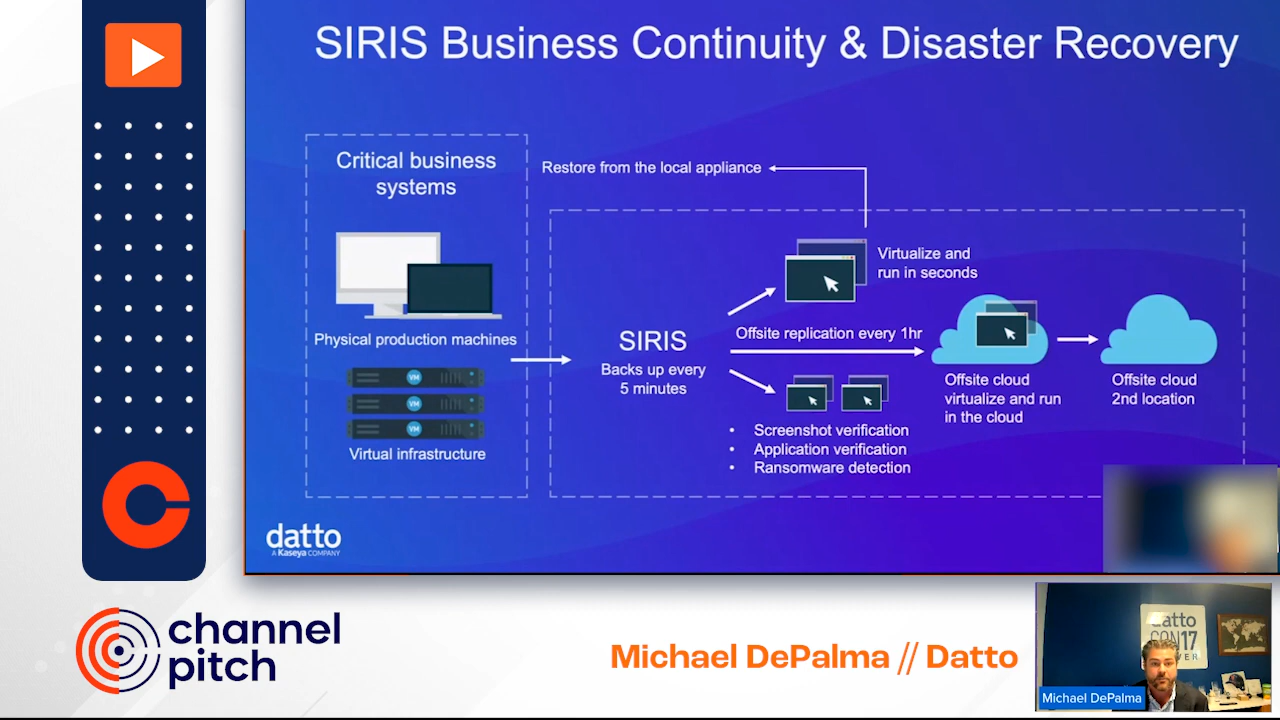 SIRIS Business Continuity & Disaster Recovery
Critical business
systems
Physical production machines
VM
VM
VM
Virtual infrastructure
Restore from the local appliance
SIRIS
Backs up every
5 minutes
Virtualize and
run in seconds
Offsite replication every 1hr
Offsite cloud
virtualize and run
in the cloud
Offsite cloud
2nd location
• Screenshot verification
• Application verification
• Ransomware detection
datto
A Kaseya COMPANY
channel
pitch
Michael DePalma // Datto
datto
CON17
Michael DePalma